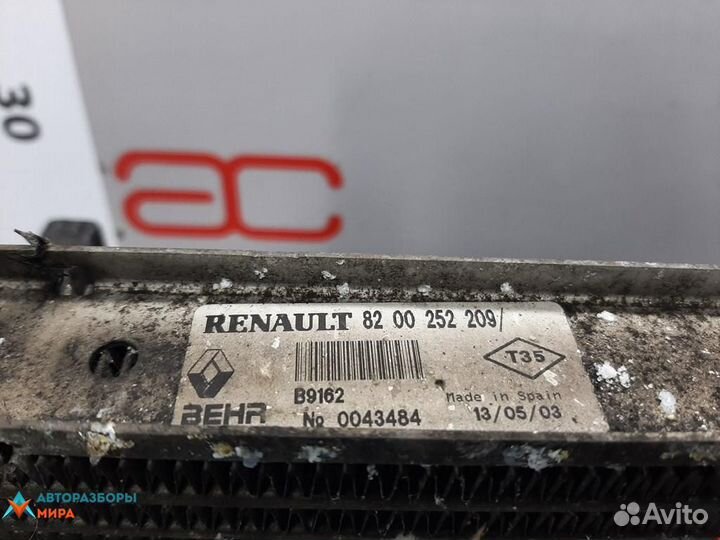 30
ac
RENAULT 82 00 252 209/
T35
B9162
Made in Spain
BEHR
No 0043484
13/05/03
АВТОРАЗБОРЫ
МИРА
Avito